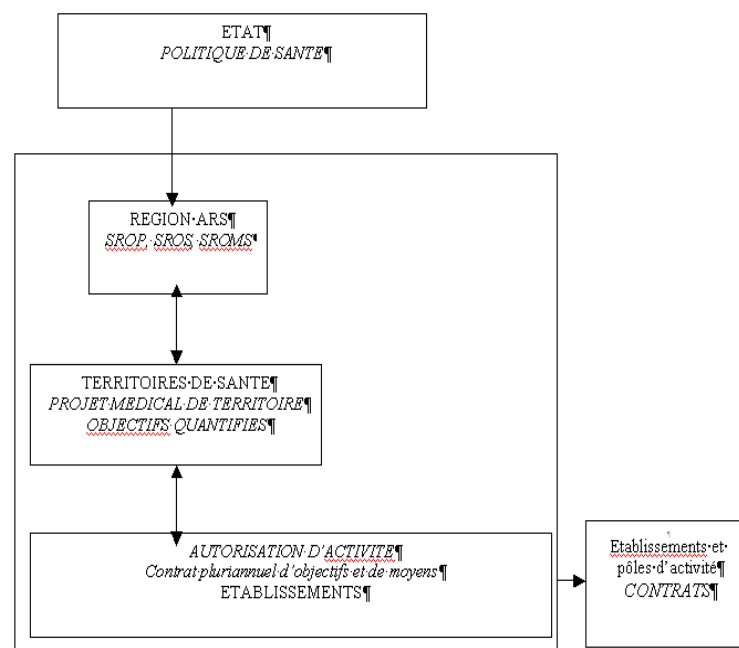 ETAT¶
POLITIQUE·DE·SANTE¶
REGION·ARS¶
SROP,·SROS,·SROMS¶
TERRITOIRES·DE·SANTE¶
PROJET·MEDICAL·DE·TERRITOIRE¶
OBJECTIFS·QUANTIFIES¶
AUTORISATION·D’ACTIVITE¶
Contrat·pluriannuel·d’objectifs·et·de·moyens¶
ETABLISSEMENTS¶
¶
Etablissements·et·
pôles·d’activité¶
CONTRATS¶